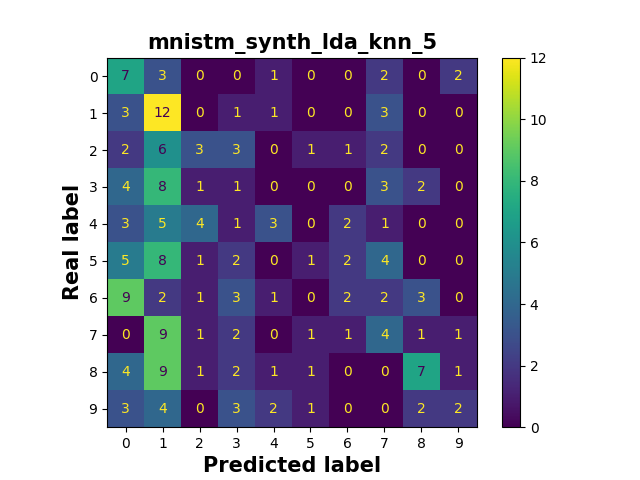 mnistm_synth_lda_knn_5
0 7 3 0 0 1 0 0 2 0 2
1 3 12 0 1 1 0 0 3 0 0
2 2 6 3 3 0 1 1 2 0 0
3 4 8 1 1 0 0 0 3 2 0
4 3 5 4 1 3 0 2 1 0 0
5 5 8 1 2 0 1 2 4 0 0
6 9 2 1 3 1 0 2 2 3 0
7 0 9 1 2 0 1 1 4 1 1
8 4 9 1 2 1 1 0 0 7 1
9 3 4 0 3 2 1 0 0 2 2
0 1 2 3 4 5 6 7 8 9
Predicted label
Real label
12
10
8
6
4
2
0